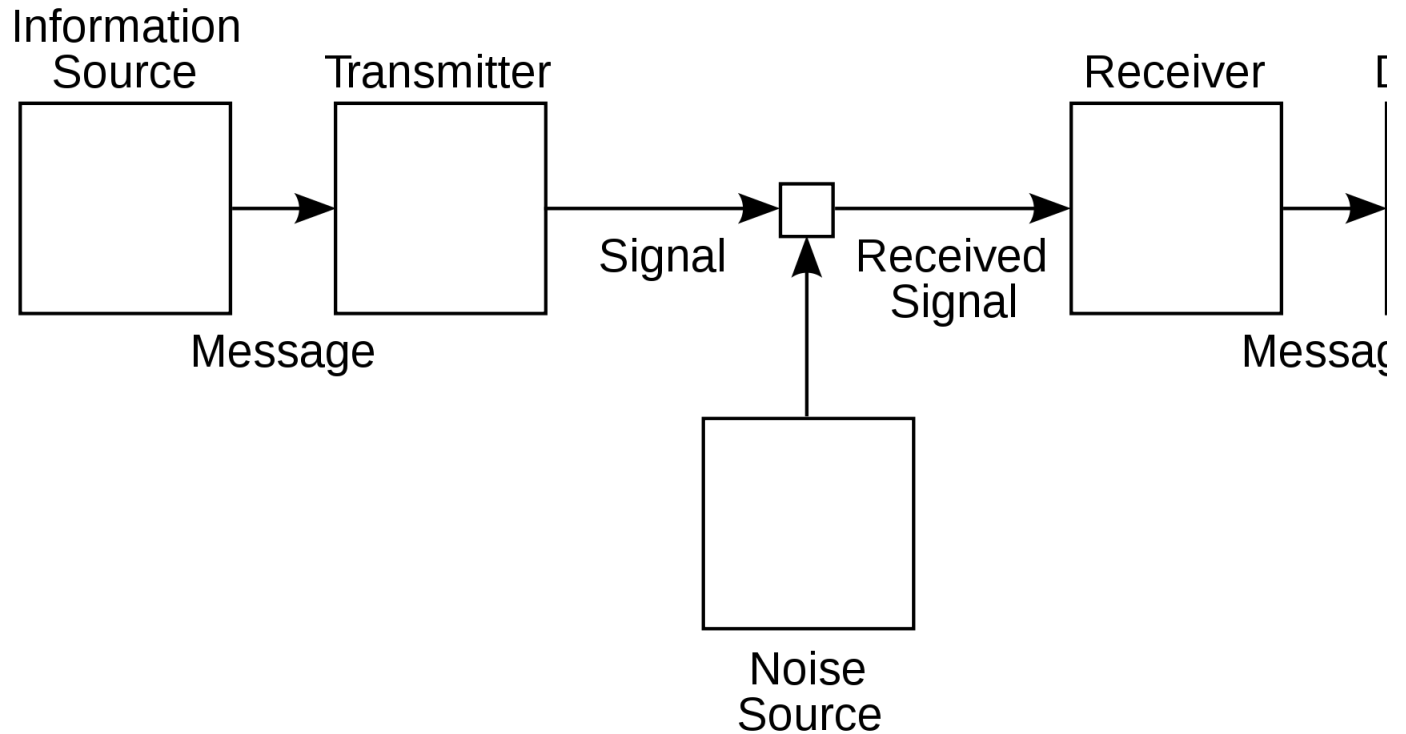 Information
Source
Transmitter
Receiver
Signal
Received
Signal
Message
Noise
Source